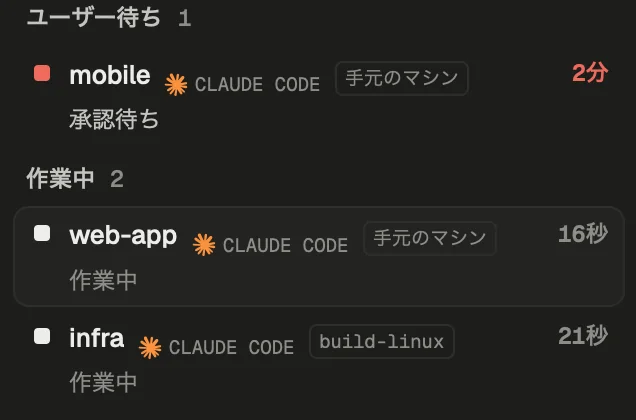 ユーザー待ち 1
mobile CLAUDE CODE 手元のマシン 2分
承認待ち
作業中 2
web-app CLAUDE CODE 手元のマシン 16秒
作業中
infra CLAUDE CODE build-linux 21秒
作業中